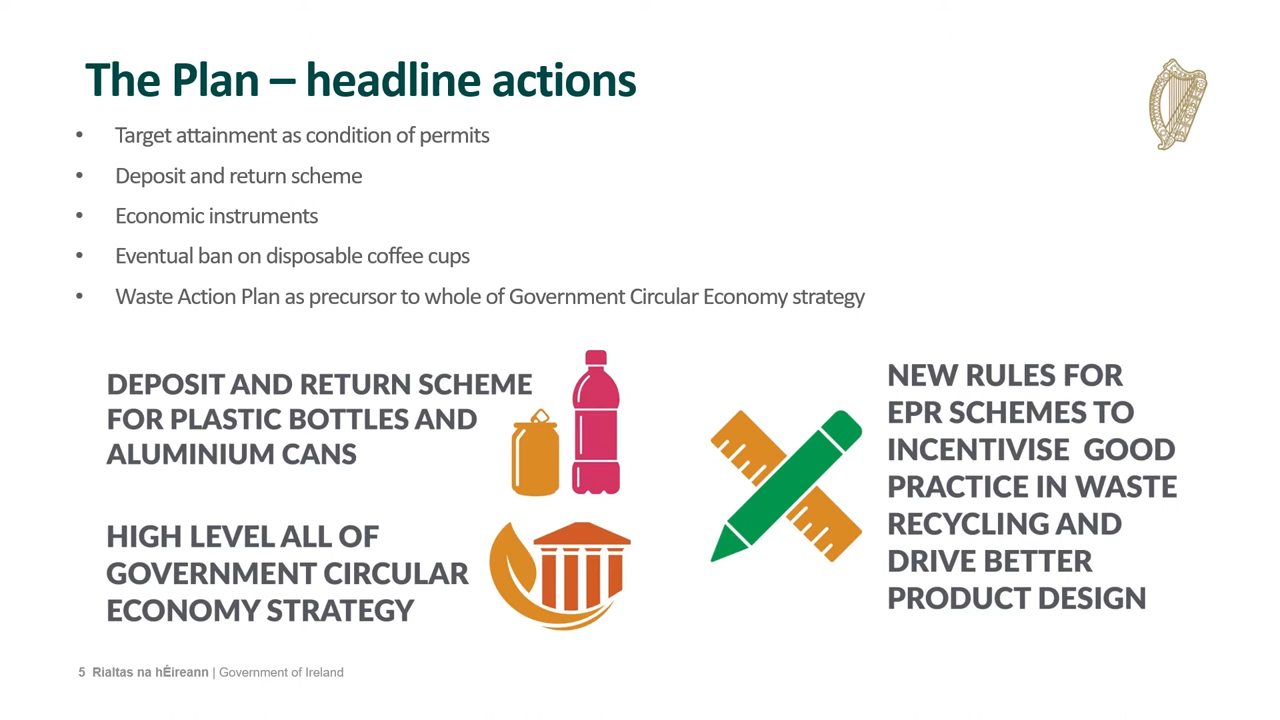 The Plan – headline actions
• Target attainment as condition of permits
• Deposit and return scheme
• Economic instruments
• Eventual ban on disposable coffee cups
• Waste Action Plan as precursor to whole of Government Circular Economy strategy
DEPOSIT AND RETURN SCHEME
FOR PLASTIC BOTTLES AND
ALUMINIUM CANS
HIGH LEVEL ALL OF
GOVERNMENT CIRCULAR
ECONOMY STRATEGY
NEW RULES FOR
EPR SCHEMES TO
INCENTIVISE GOOD
PRACTICE IN WASTE
RECYCLING AND
DRIVE BETTER
PRODUCT DESIGN
5 Rialtas na hÉireann | Government of Ireland